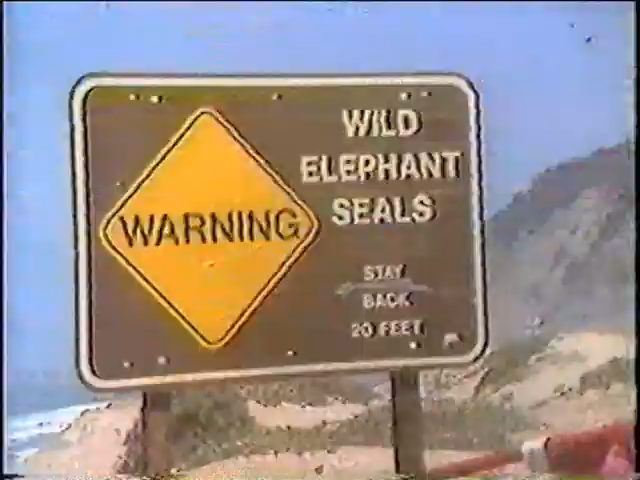 WARNING
WILD
ELEPHANT
SEALS
STAY
BACK
20 FEET